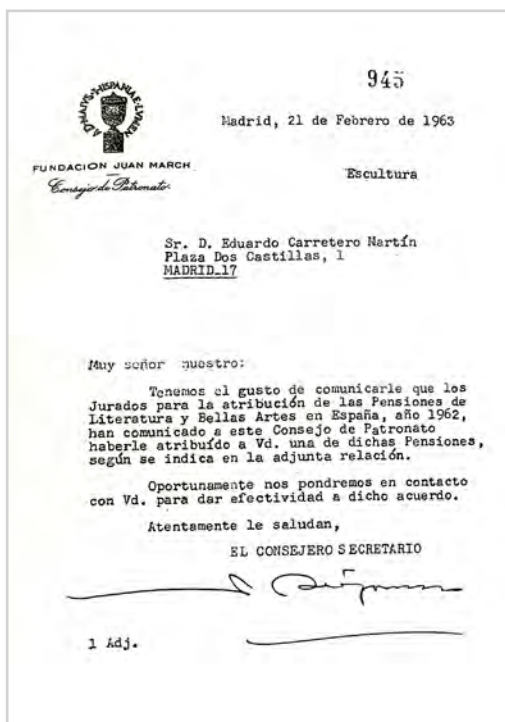 945
Madrid, 21 de Febrero de 1963
FUNDACION JUAN MARCH
Consejo de Patronato
Escultura
Sr. D. Eduardo Carretero Martín
Plaza Dos Castillas, 1
MADRID-17
Muy señor nuestro:
Tenemos el gusto de comunicarle que los
Jurados para la atribución de las Pensiones de
Literatura y Bellas Artes en España, año 1962,
han comunicado a este Consejo de Patronato
haberle atribuído a Vd. una de dichas Pensiones,
según se indica en la adjunta relación.
Oportunamente nos pondremos en contacto
con Vd. para dar efectividad a dicho acuerdo.
Atentamente le saludan,
EL CONSEJERO SECRETARIO
1 Adj.